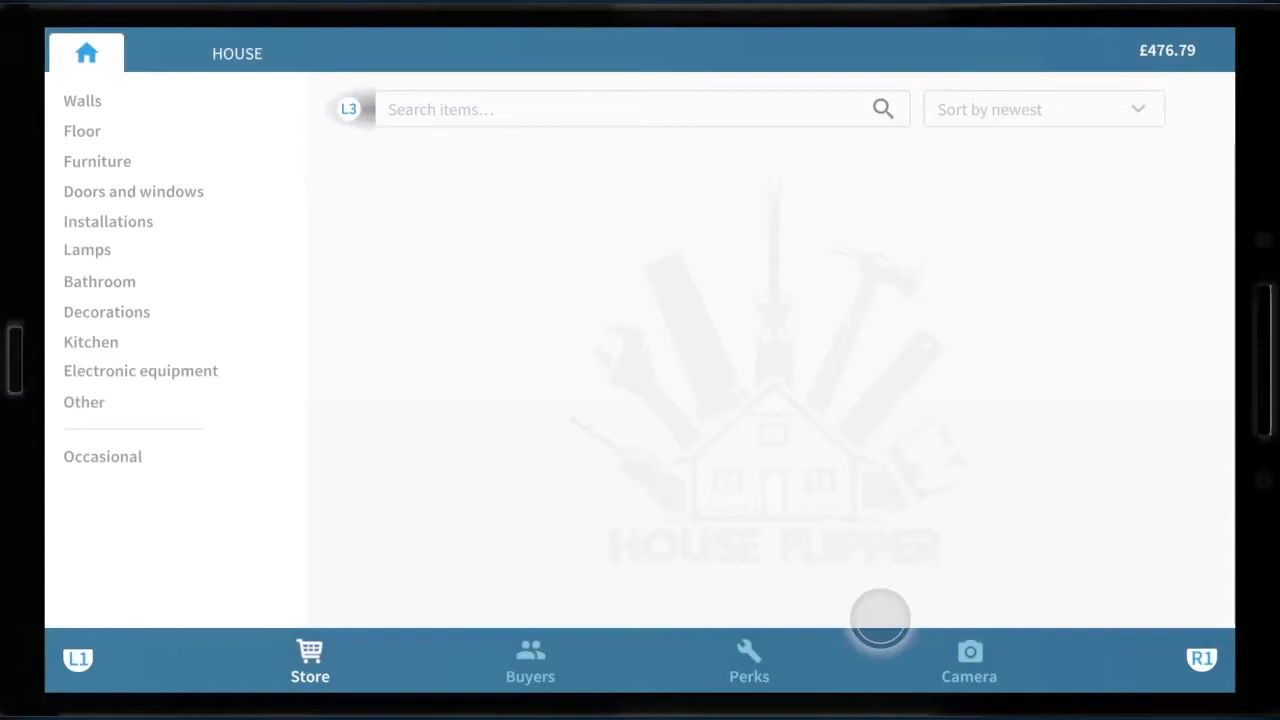 HOUSE
£476.79
L3
Search items...
Sort by newest
Walls
Floor
Furniture
Doors and windows
Installations
Lamps
Bathroom
Decorations
Kitchen
Electronic equipment
Other
Occasional
HOUSE FLIPPER
L1
Store
Buyers
Perks
Camera
R1